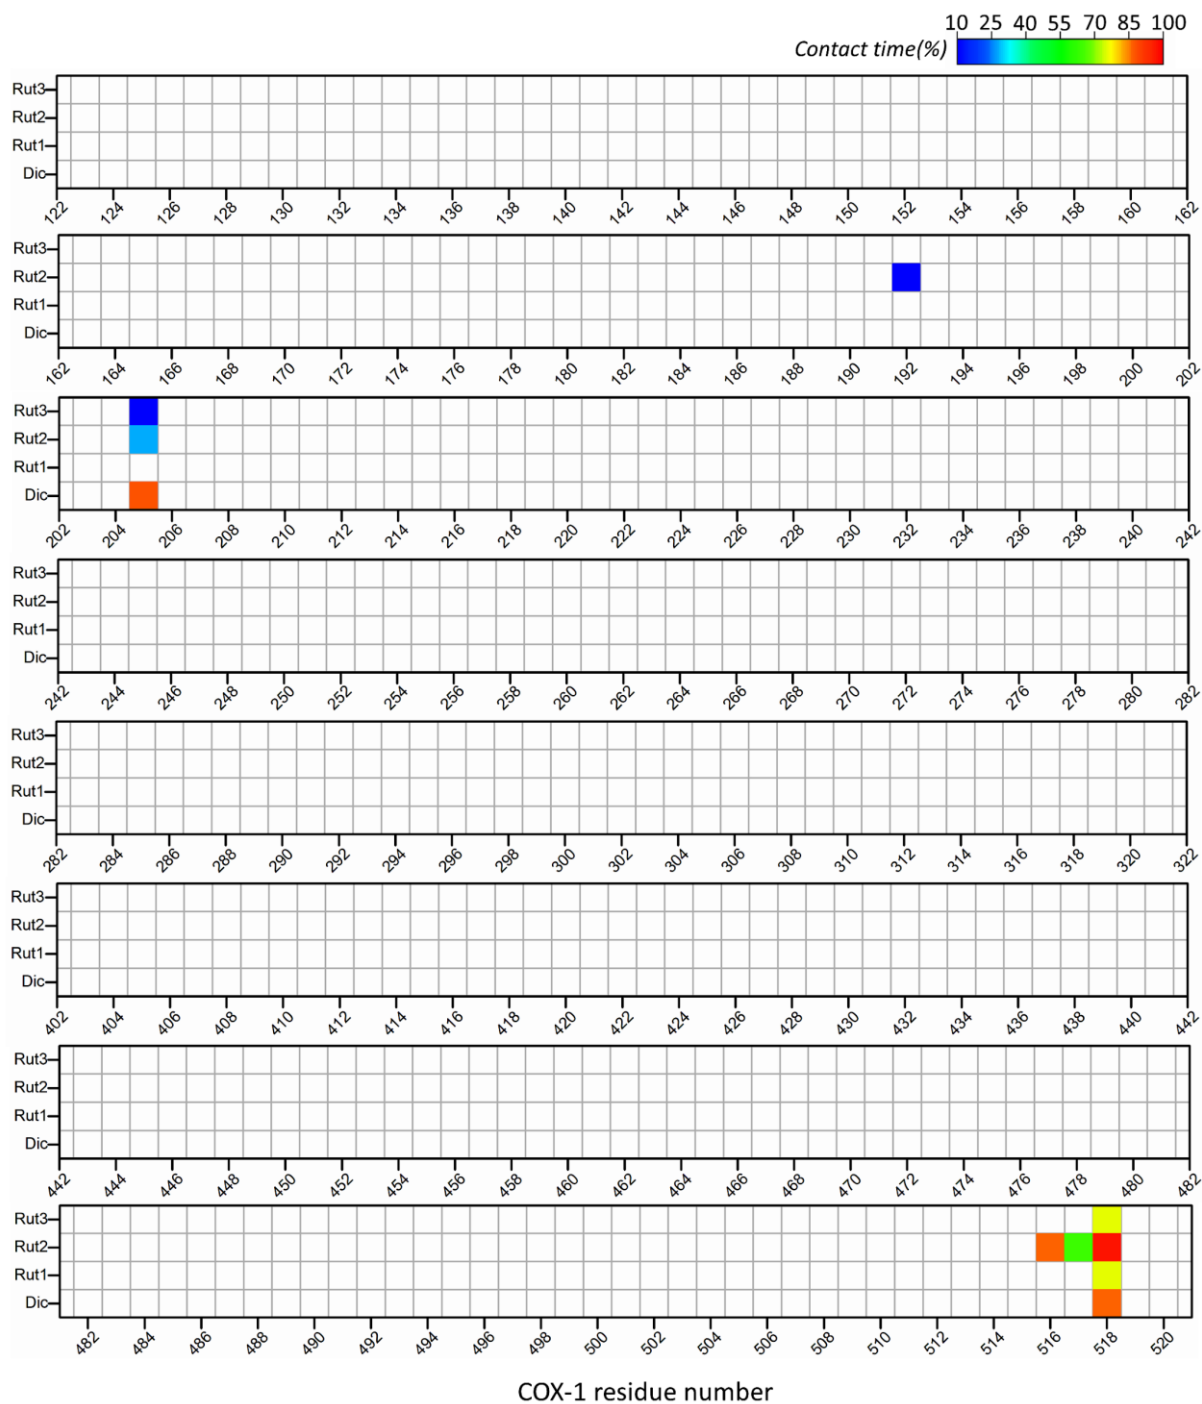 10 25 40 55 70 85 100
Contact time(%)
Rut3
Rut2
Rut1
Dic
122 124 126 128 130 132 134 136 138 140 142 144 146 148 150 152 154 156 158 160 162
Rut3
Rut2
Rut1
Dic
162 164 166 168 170 172 174 176 178 180 182 184 186 188 190 192 194 196 198 200 202
Rut3
Rut2
Rut1
Dic
202 204 206 208 210 212 214 216 218 220 222 224 226 228 230 232 234 236 238 240 242
Rut3
Rut2
Rut1
Dic
242 244 246 248 250 252 254 256 258 260 262 264 266 268 270 272 274 276 278 280 282
Rut3
Rut2
Rut1
Dic
282 284 286 288 290 292 294 296 298 300 302 304 306 308 310 312 314 316 318 320 322
Rut3
Rut2
Rut1
Dic
402 404 406 408 410 412 414 416 418 420 422 424 426 428 430 432 434 436 438 440 442
Rut3
Rut2
Rut1
Dic
442 444 446 448 450 452 454 456 458 460 462 464 466 468 470 472 474 476 478 480 482
Rut3
Rut2
Rut1
Dic
482 484 486 488 490 492 494 496 498 500 502 504 506 508 510 512 514 516 518 520
COX-1 residue number